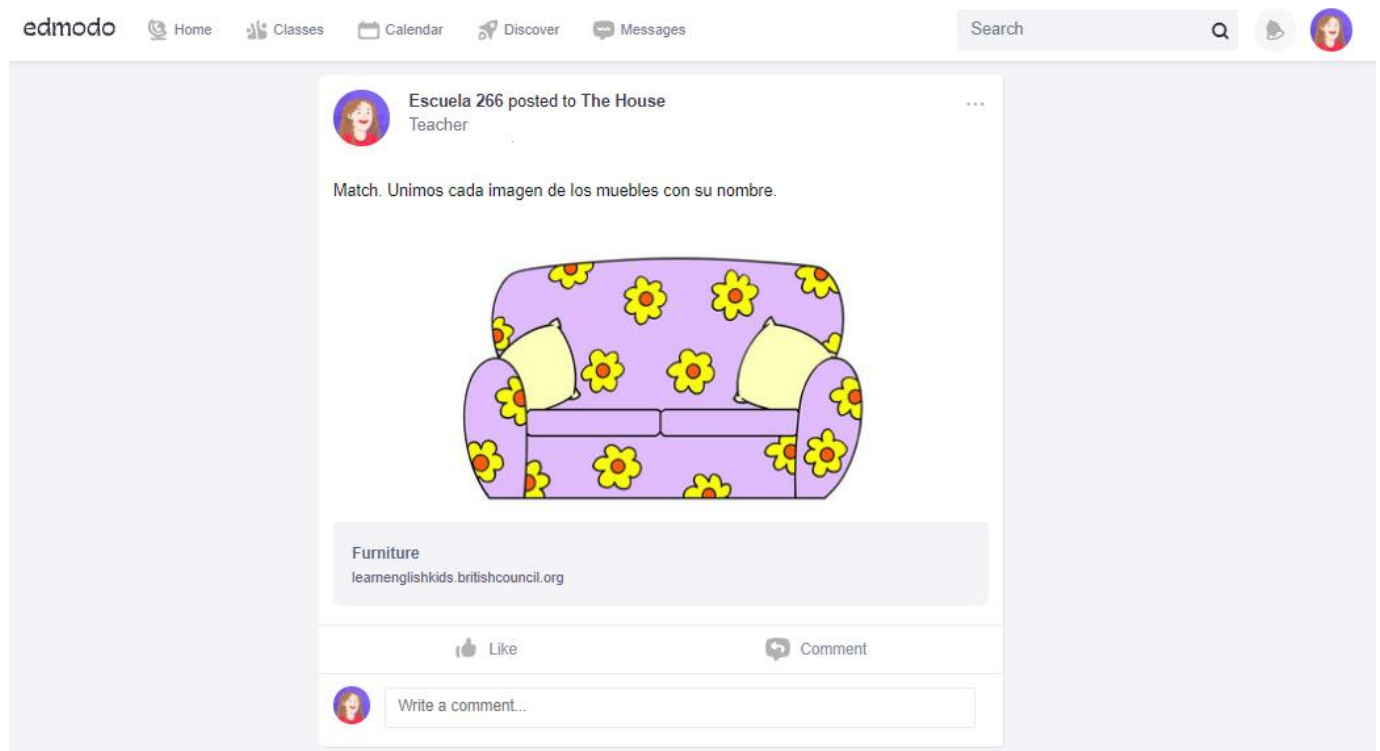 edmodo Home Classes Calendar Discover Messages Search
Escuela 266 posted to The House
Teacher
Match. Unimos cada imagen de los muebles con su nombre.
Furniture
learnenglishkids.britishcouncil.org
Like Comment
Write a comment...